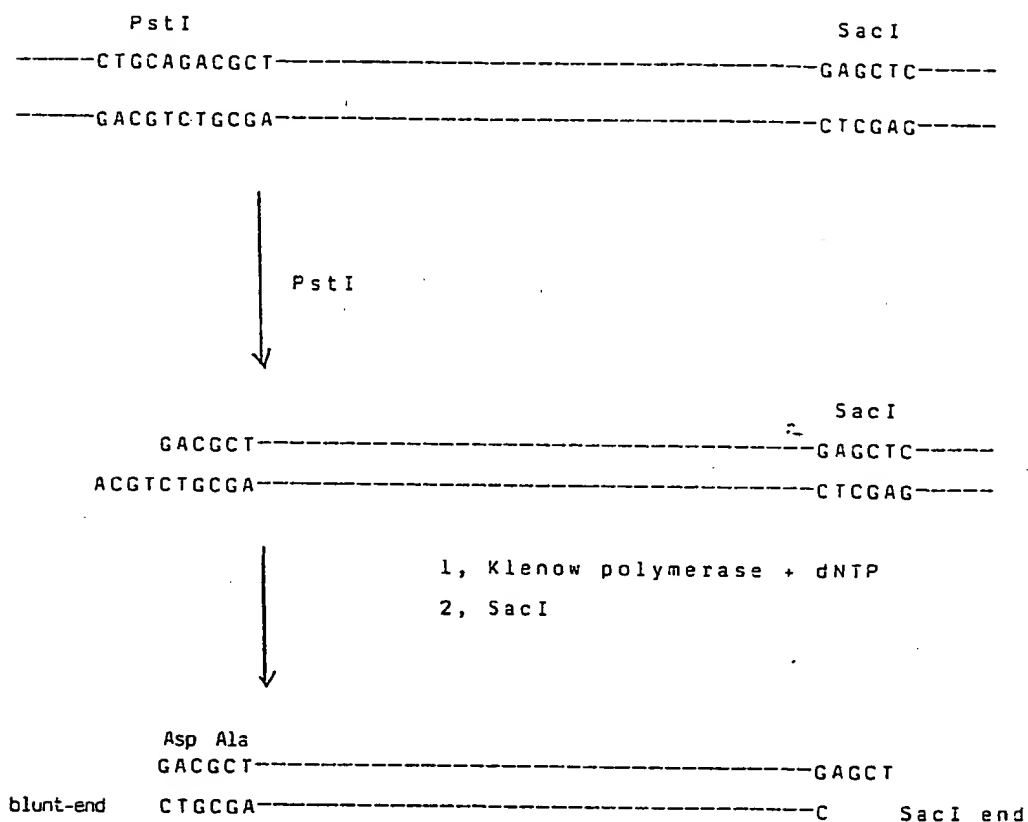 PstI
SacI
-----CTGCAGACGCT-----------------------------------GAGCTC-----
-----GACGTCTGCGA-----------------------------------CTCGAG-----
PstI
SacI
GACGCT-----------------------------------GAGCTC-----
ACGTCTGCGA-----------------------------------CTCGAG-----
1, Klenow polymerase + dNTP
2, SacI
Asp Ala
GACGCT-----------------------------------GAGCT
blunt-end CTGCGA-----------------------------------C SacI end